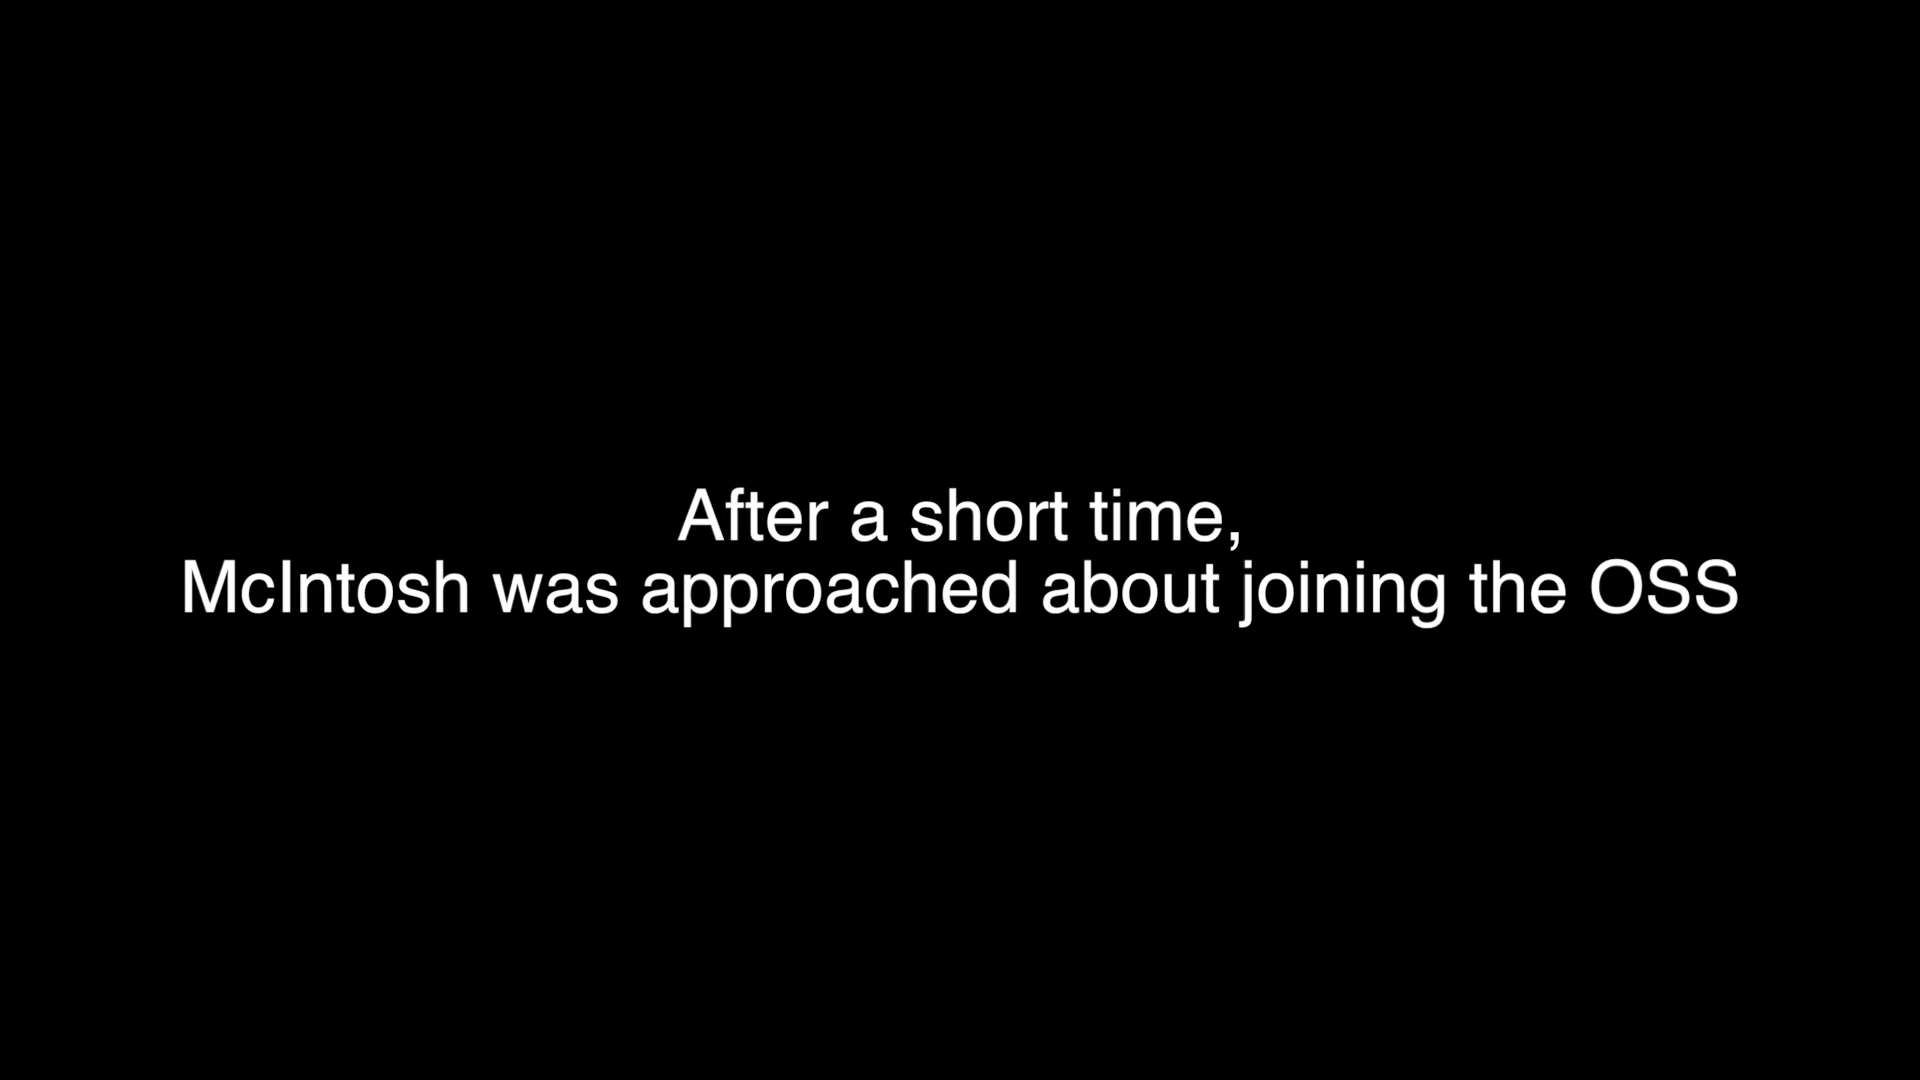 After a short time,
McIntosh was approached about joining the OSS